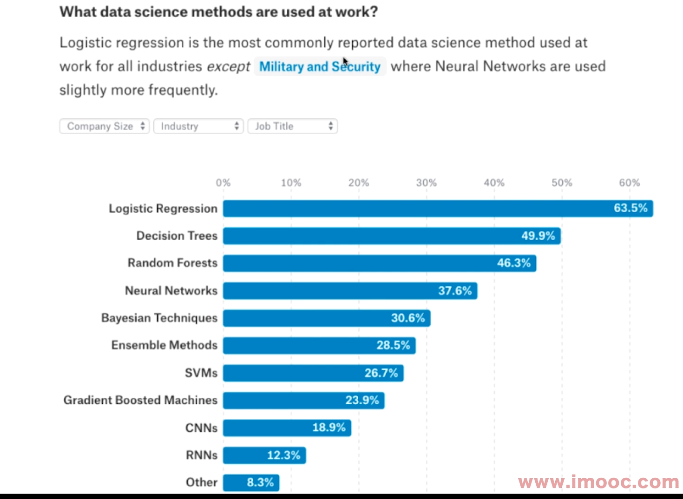 What data science methods are used at work?
Logistic regression is the most commonly reported data science method used at
work for all industries except Military and Security where Neural Networks are used
slightly more frequently.
Company Size Industry Job Title
0% 10% 20% 30% 40% 50% 60%
Logistic Regression 63.5%
Decision Trees 49.9%
Random Forests 46.3%
Neural Networks 37.6%
Bayesian Techniques 30.6%
Ensemble Methods 28.5%
SVMs 26.7%
Gradient Boosted Machines 23.9%
CNNs 18.9%
RNNs 12.3%
Other 8.3%
www.imooc.com